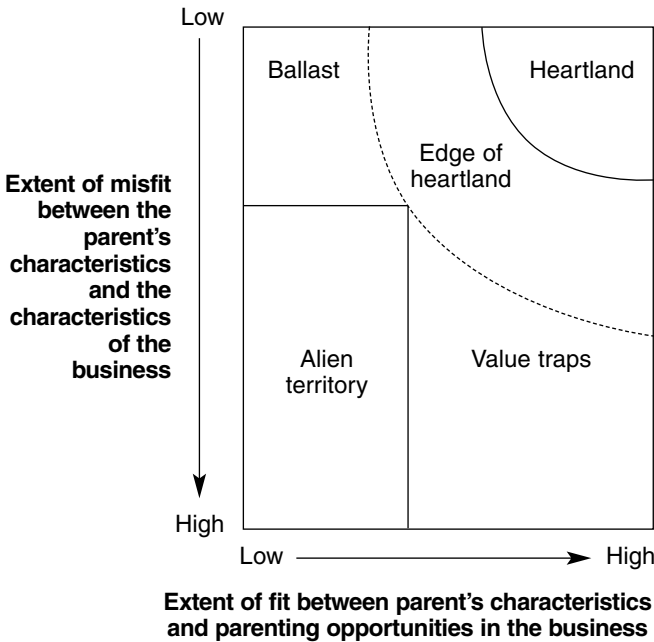 Low
Ballast
Heartland
Edge of
heartland
Extent of misfit
between the
parent's
characteristics
and the
characteristics
of the
business
Alien
territory
Value traps
High
Low
High
Extent of fit between parent's characteristics
and parenting opportunities in the business